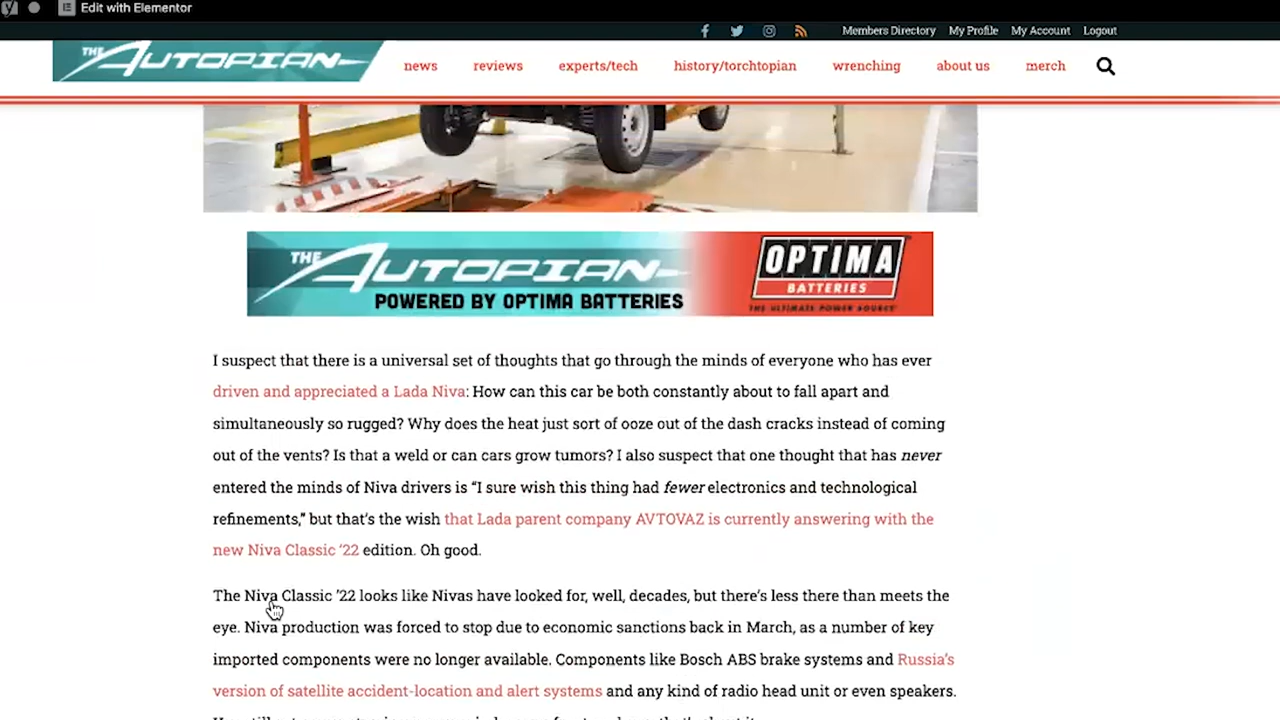 Edit with Elementor
Members Directory My Profile My Account Logout
THE AUTOPIAN
news reviews experts/tech history/torchtopian wrenching about us merch
THE AUTOPIAN
POWERED BY OPTIMA BATTERIES
OPTIMA
BATTERIES
THE ULTIMATE POWER SOURCE
I suspect that there is a universal set of thoughts that go through the minds of everyone who has ever
driven and appreciated a Lada Niva: How can this car be both constantly about to fall apart and
simultaneously so rugged? Why does the heat just sort of ooze out of the dash cracks instead of coming
out of the vents? Is that a weld or can cars grow tumors? I also suspect that one thought that has never
entered the minds of Niva drivers is “I sure wish this thing had fewer electronics and technological
refinements,” but that’s the wish that Lada parent company AVTOVAZ is currently answering with the
new Niva Classic ’22 edition. Oh good.
The Niva Classic ’22 looks like Nivas have looked for, well, decades, but there’s less there than meets the
eye. Niva production was forced to stop due to economic sanctions back in March, as a number of key
imported components were no longer available. Components like Bosch ABS brake systems and Russia’s
version of satellite accident-location and alert systems and any kind of radio head unit or even speakers.